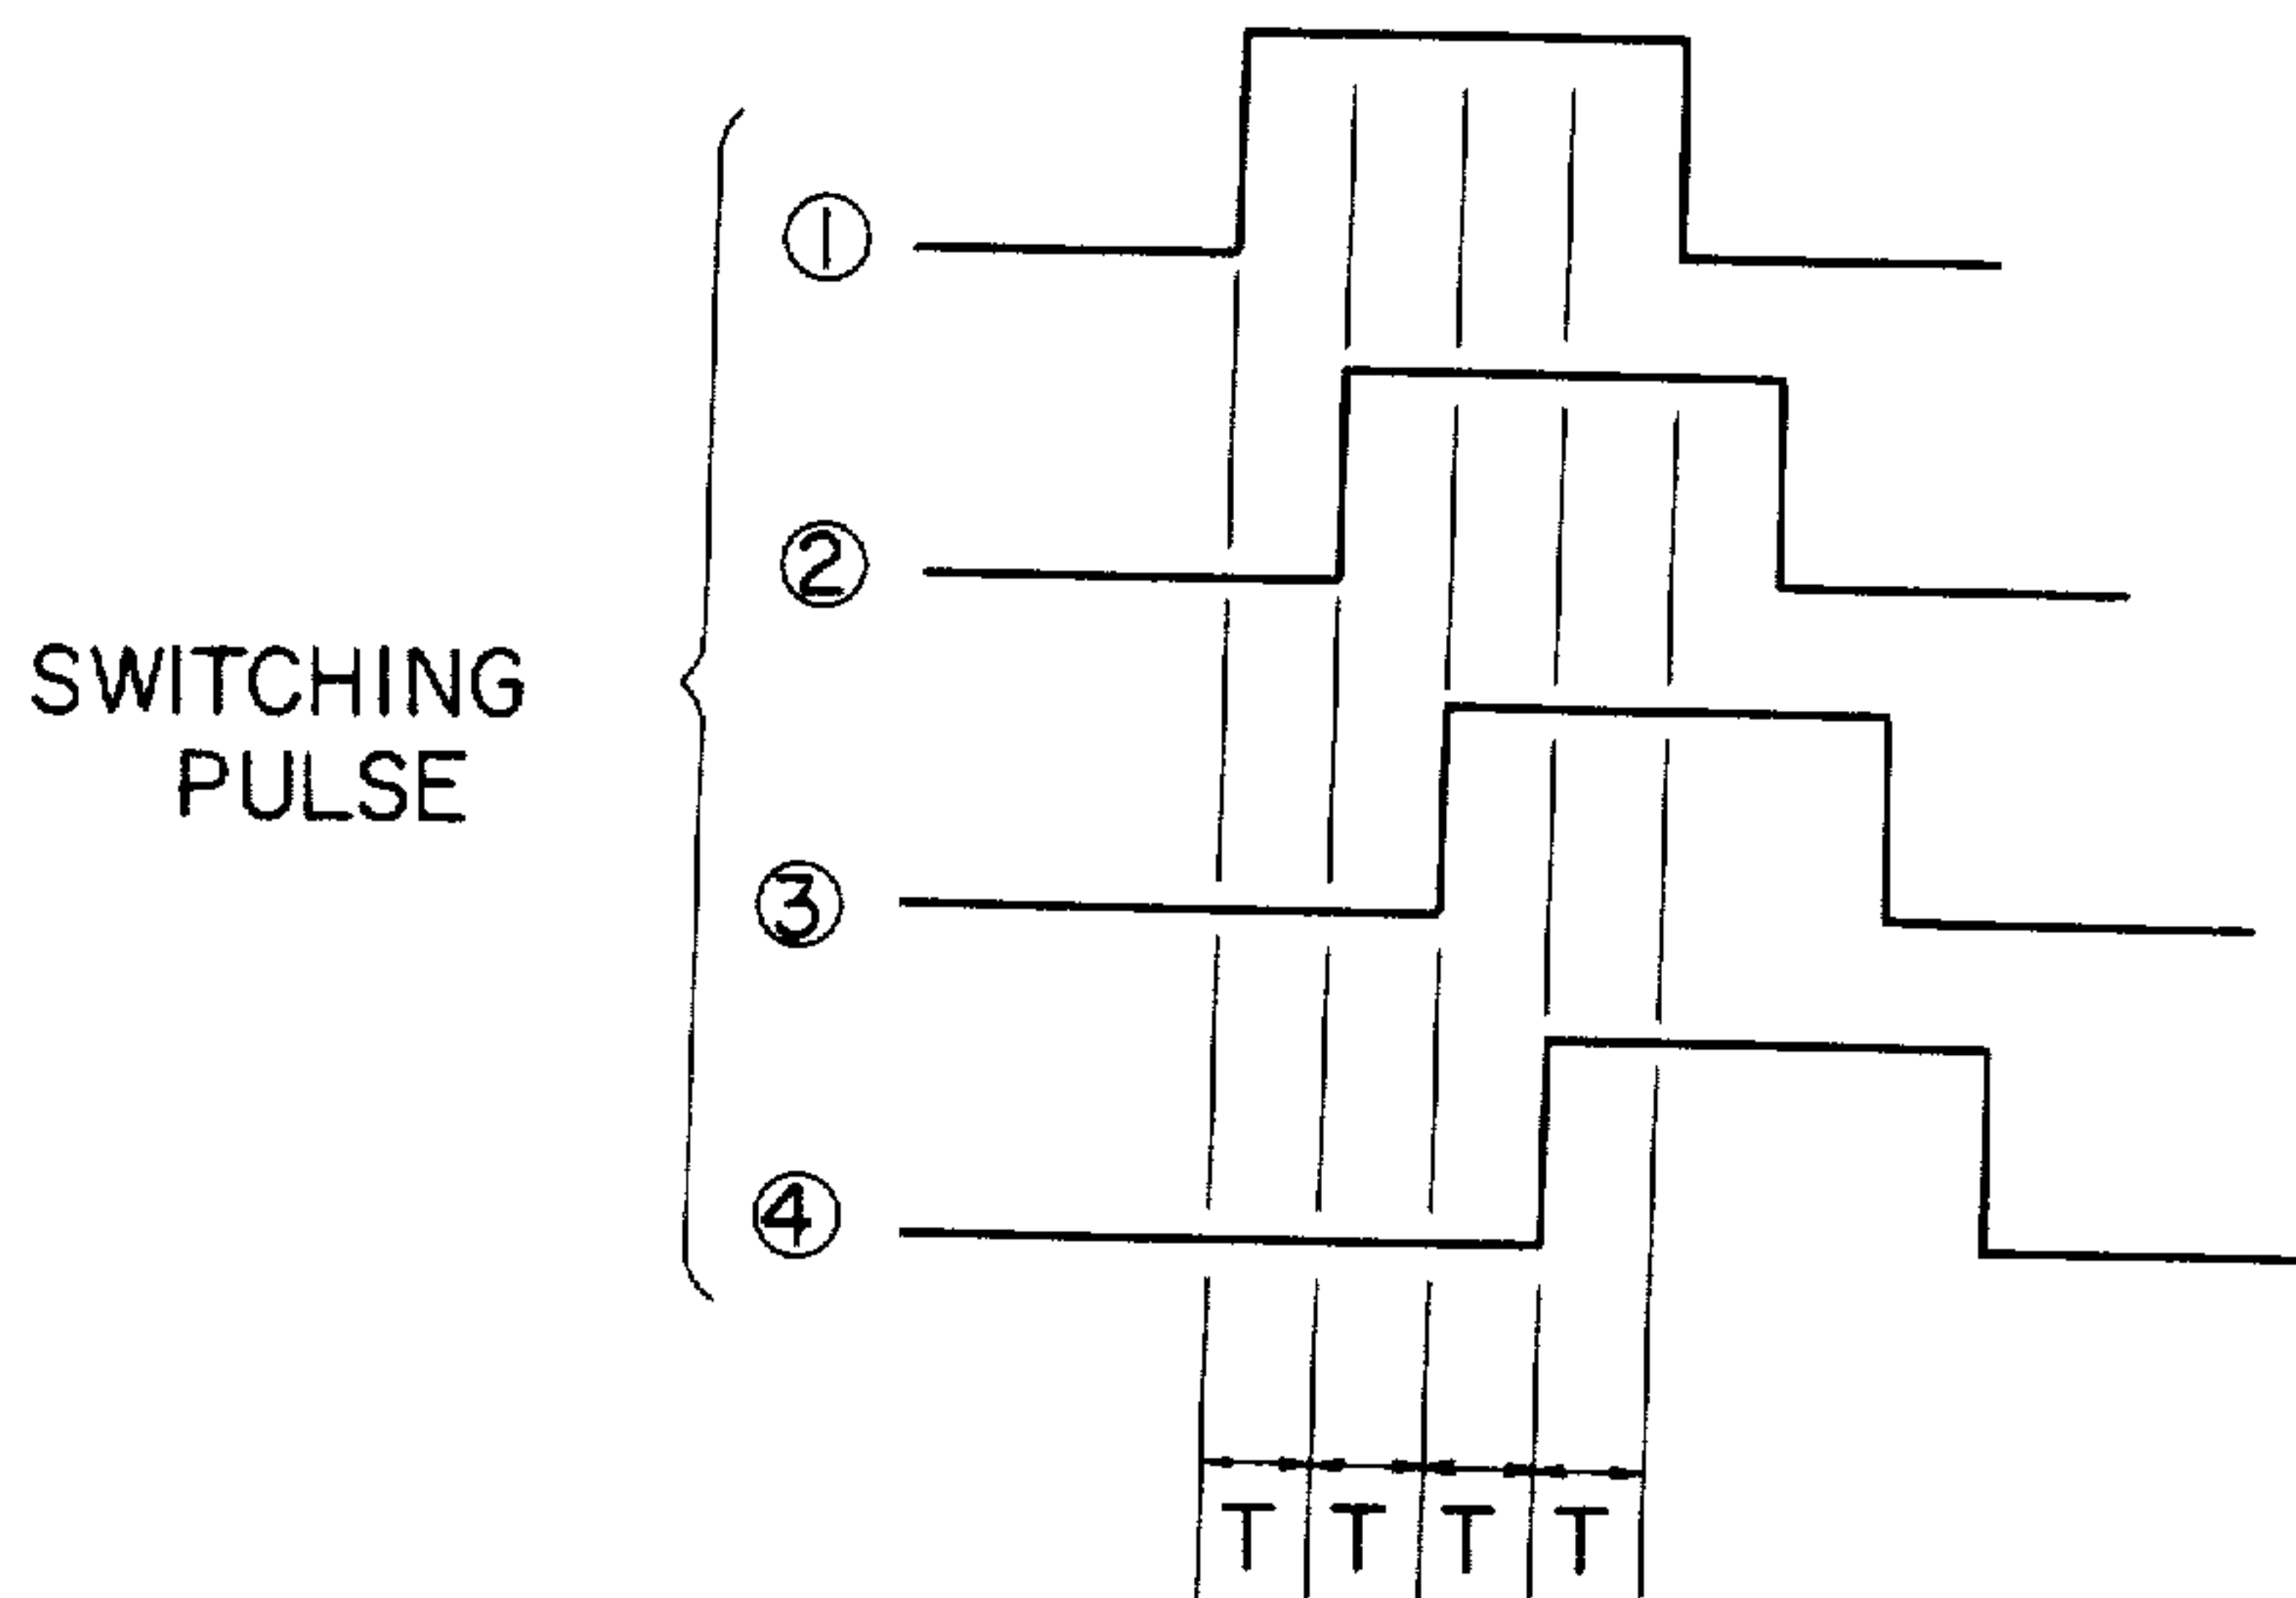 ①
②
SWITCHING
PULSE
③
④
T T T T